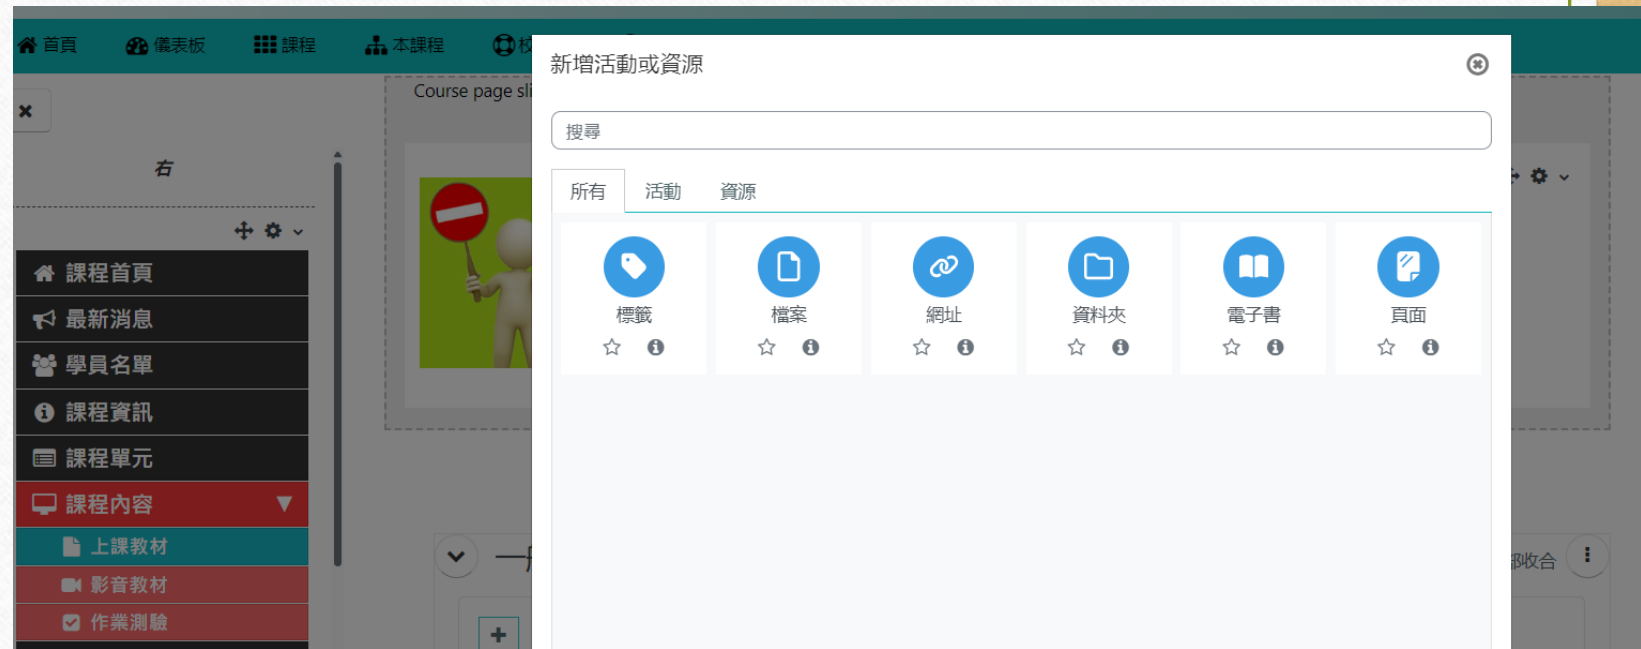 首頁 儀表板 課程 本課程 校
新增活動或資源
Course page sli
搜尋
右
所有 活動 資源
標籤 檔案 網址 資料夾 電子書 頁面
課程首頁
最新消息
學員名單
課程資訊
課程單元
課程內容
上課教材
影音教材
作業測驗
一般
部收合